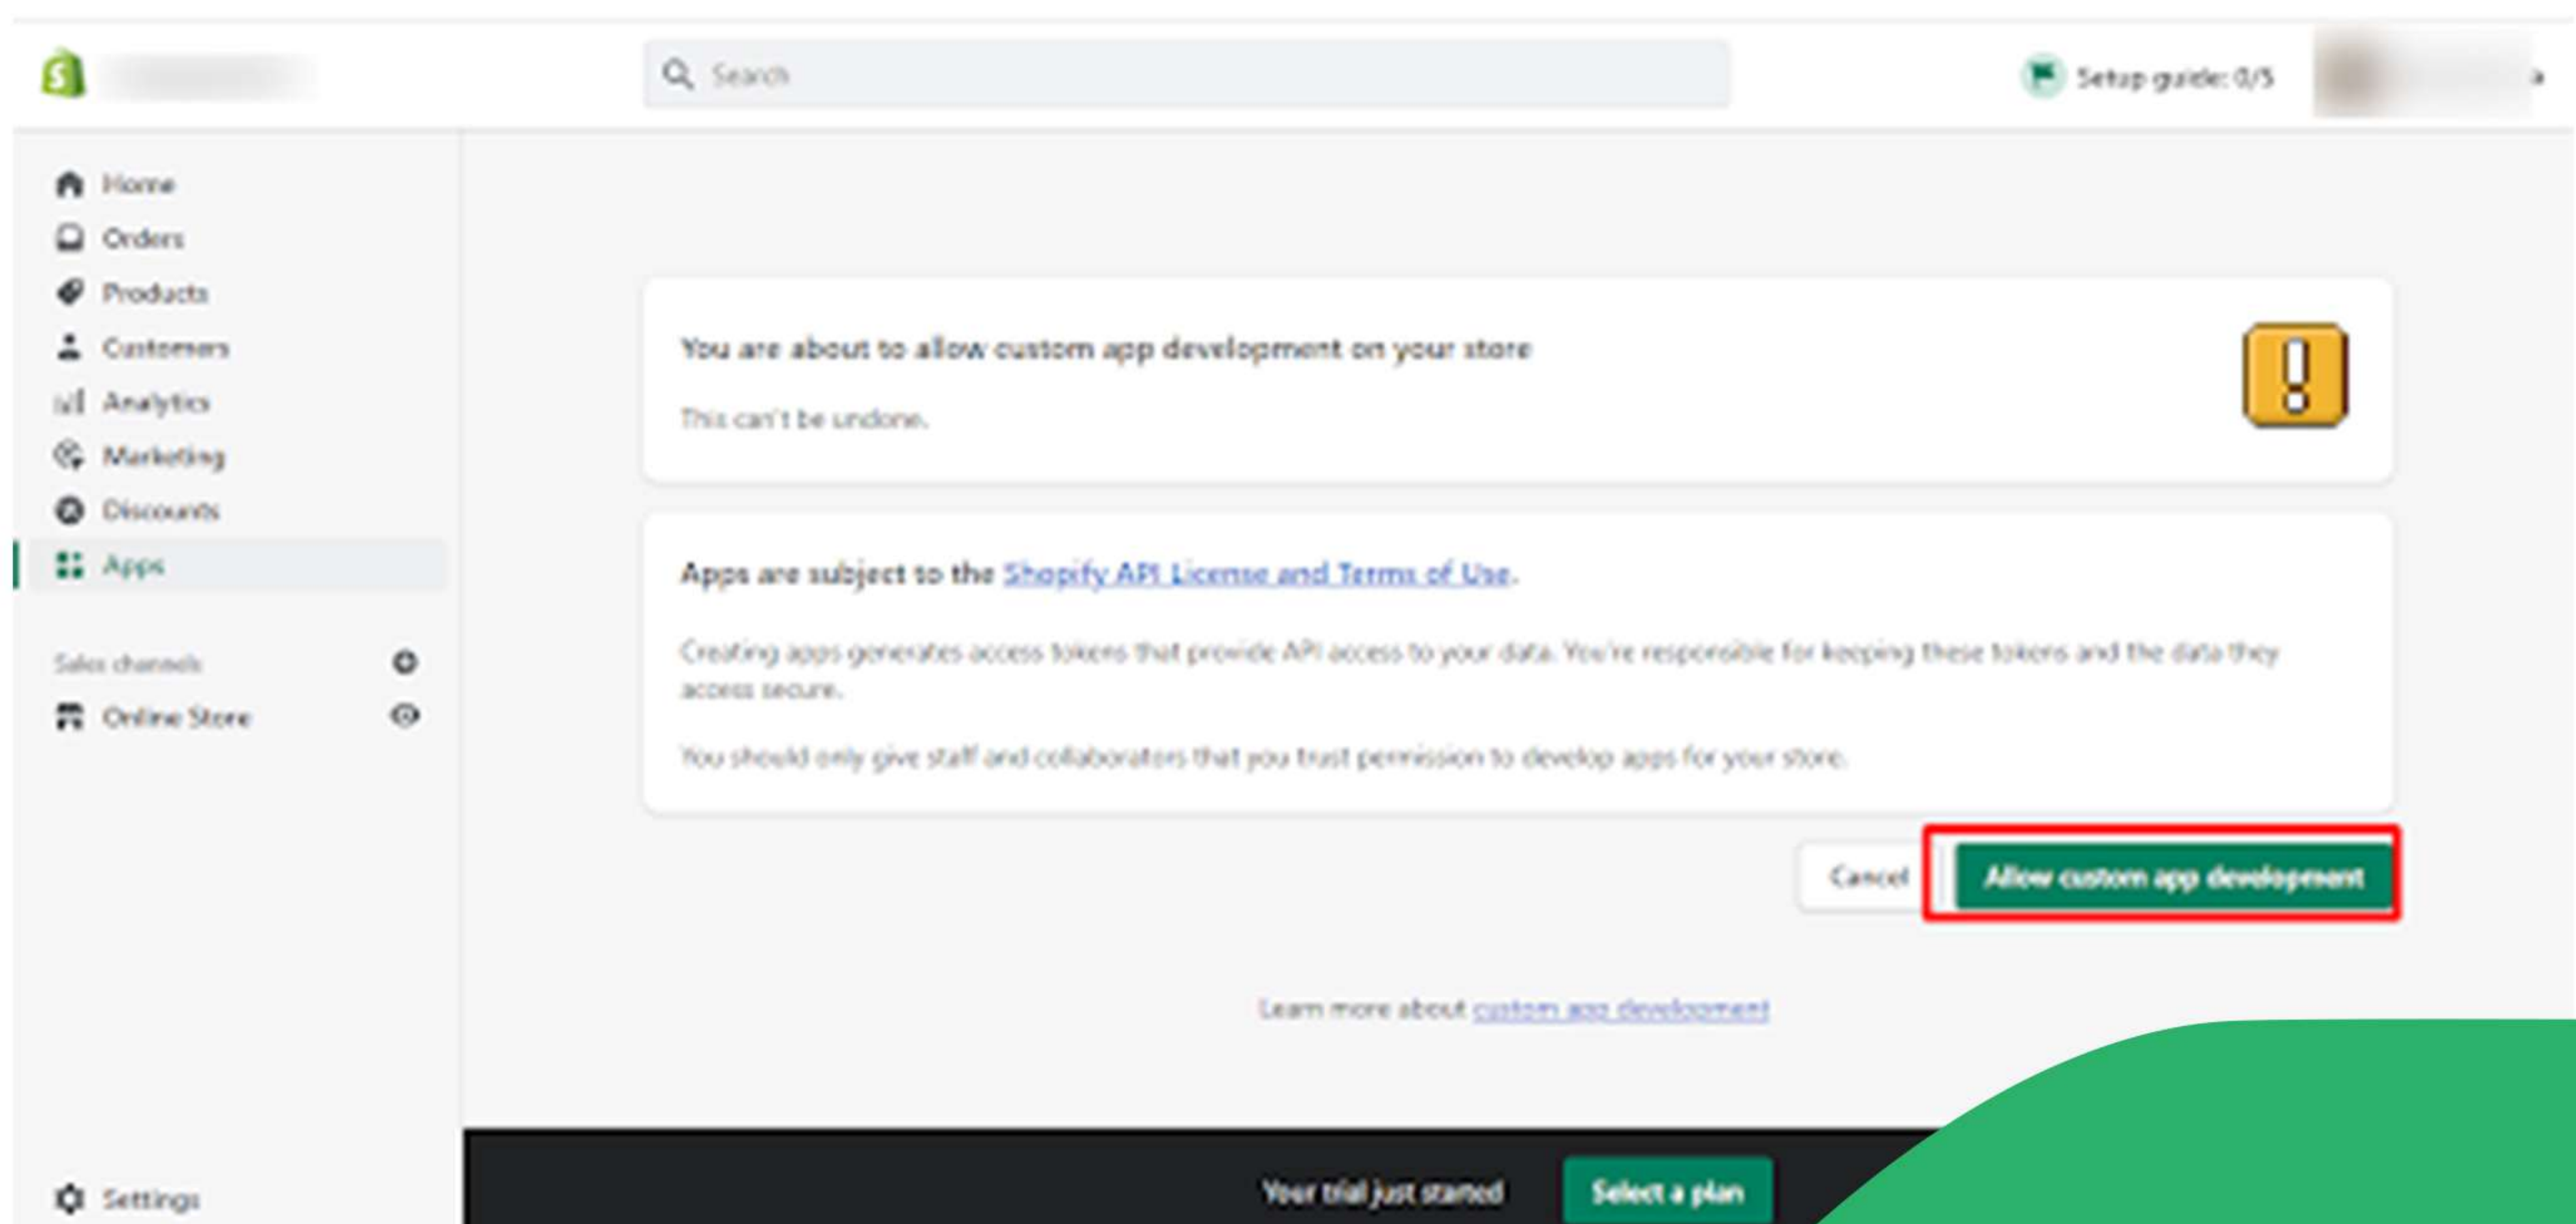 Search
Setup guide: 0/5
Home
Orders
Products
Customers
Analytics
Marketing
Discounts
Apps
Sales channels
Online Store
Settings
You are about to allow custom app development on your store
This can't be undone.
Apps are subject to the Shopify API License and Terms of Use.
Creating apps generates access tokens that provide API access to your data. You're responsible for keeping these tokens and the data they
access secure.
You should only give staff and collaborators that you trust permission to develop apps for your store.
Cancel
Allow custom app development
Learn more about custom app development
Your trial just started
Select a plan